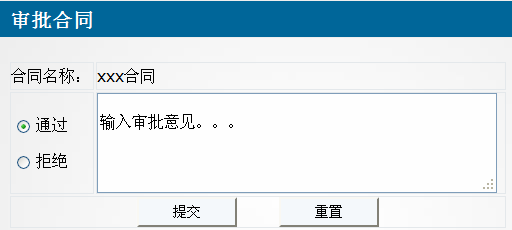 审批合同
合同名称： xxx合同
通过
输入审批意见。。。
拒绝
提交 重置